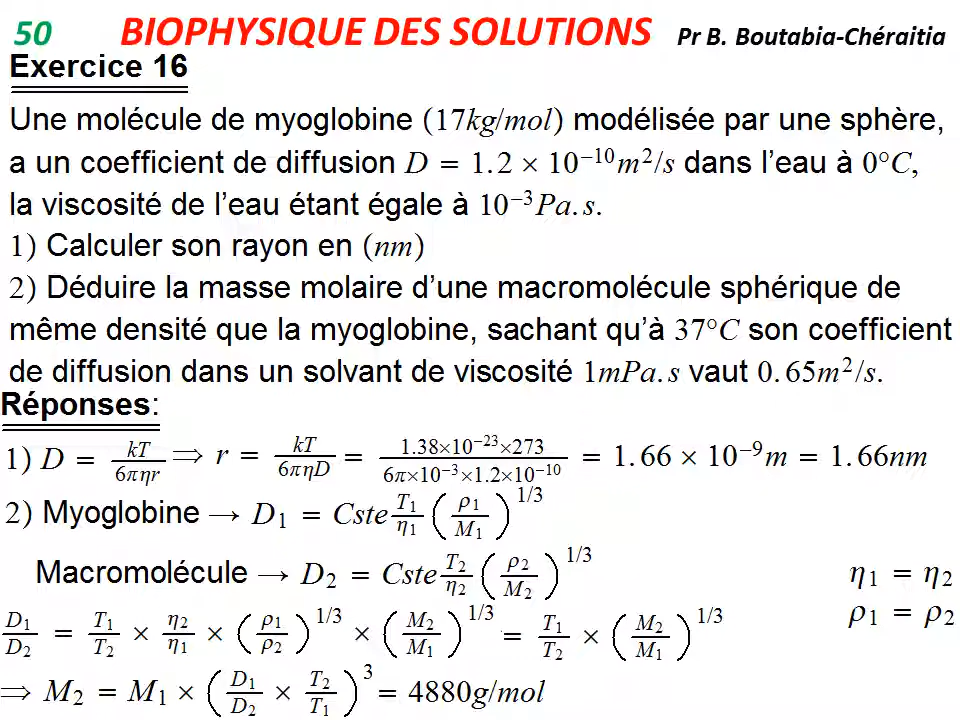 50 BIOPHYSIQUE DES SOLUTIONS Pr B. Boutabia-Chéraitia
Exercice 16
Une molécule de myoglobine (17kg/mol) modélisée par une sphère,
a un coefficient de diffusion D = 1.2 × 10⁻¹⁰m²/s dans l'eau à 0°C,
la viscosité de l'eau étant égale à 10⁻³Pa.s.
1) Calculer son rayon en (nm)
2) Déduire la masse molaire d'une macromolécule sphérique de
même densité que la myoglobine, sachant qu'à 37°C son coefficient
de diffusion dans un solvant de viscosité 1mPa.s vaut 0.65m²/s.
Réponses:
1) D = kT/6πηr ⇒ r = kT/6πηD = 1.38×10⁻²³×273/6π×10⁻³×1.2×10⁻¹⁰ = 1.66 × 10⁻⁹m = 1.66nm
2) Myoglobine → D₁ = Cste T₁/η₁ (ρ₁/M₁)^1/3
Macromolécule → D₂ = Cste T₂/η₂ (ρ₂/M₂)^1/3 η₁ = η₂
D₁/D₂ = T₁/T₂ × η₂/η₁ × (ρ₁/ρ₂)^1/3 × (M₂/M₁)^1/3 = T₁/T₂ × (M₂/M₁)^1/3 ρ₁ = ρ₂
⇒ M₂ = M₁ × (D₁/D₂ × T₂/T₁)³ = 4880g/mol